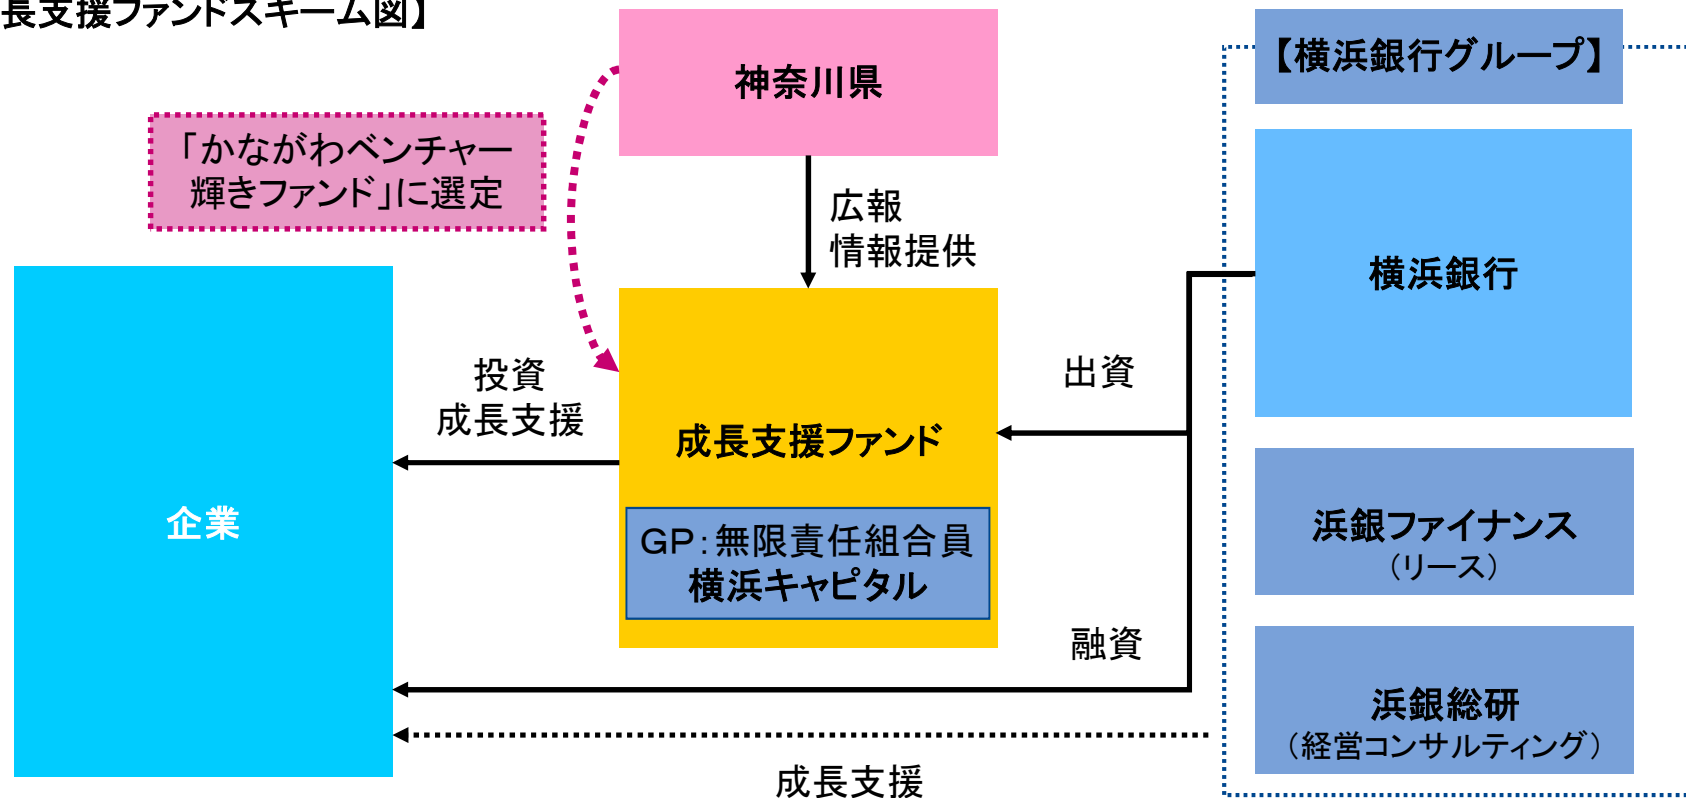 長支援ファンドスキーム図】
神奈川県
【横浜銀行グループ】
「かながわベンチャー
輝きファンド」に選定
広報
情報提供
横浜銀行
投資
成長支援
出資
成長支援ファンド
企業
GP:無限責任組合員
横浜キャピタル
浜銀ファイナンス
(リース)
融資
浜銀総研
(経営コンサルティング)
成長支援